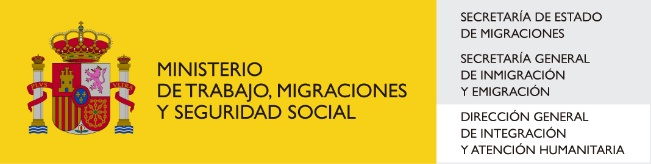 MINISTERIO
DE TRABAJO, MIGRACIONES
Y SEGURIDAD SOCIAL
SECRETARÍA DE ESTADO
DE MIGRACIONES
SECRETARÍA GENERAL
DE INMIGRACIÓN
Y EMIGRACIÓN
DIRECCIÓN GENERAL
DE INTEGRACIÓN
Y ATENCIÓN HUMANITARIA